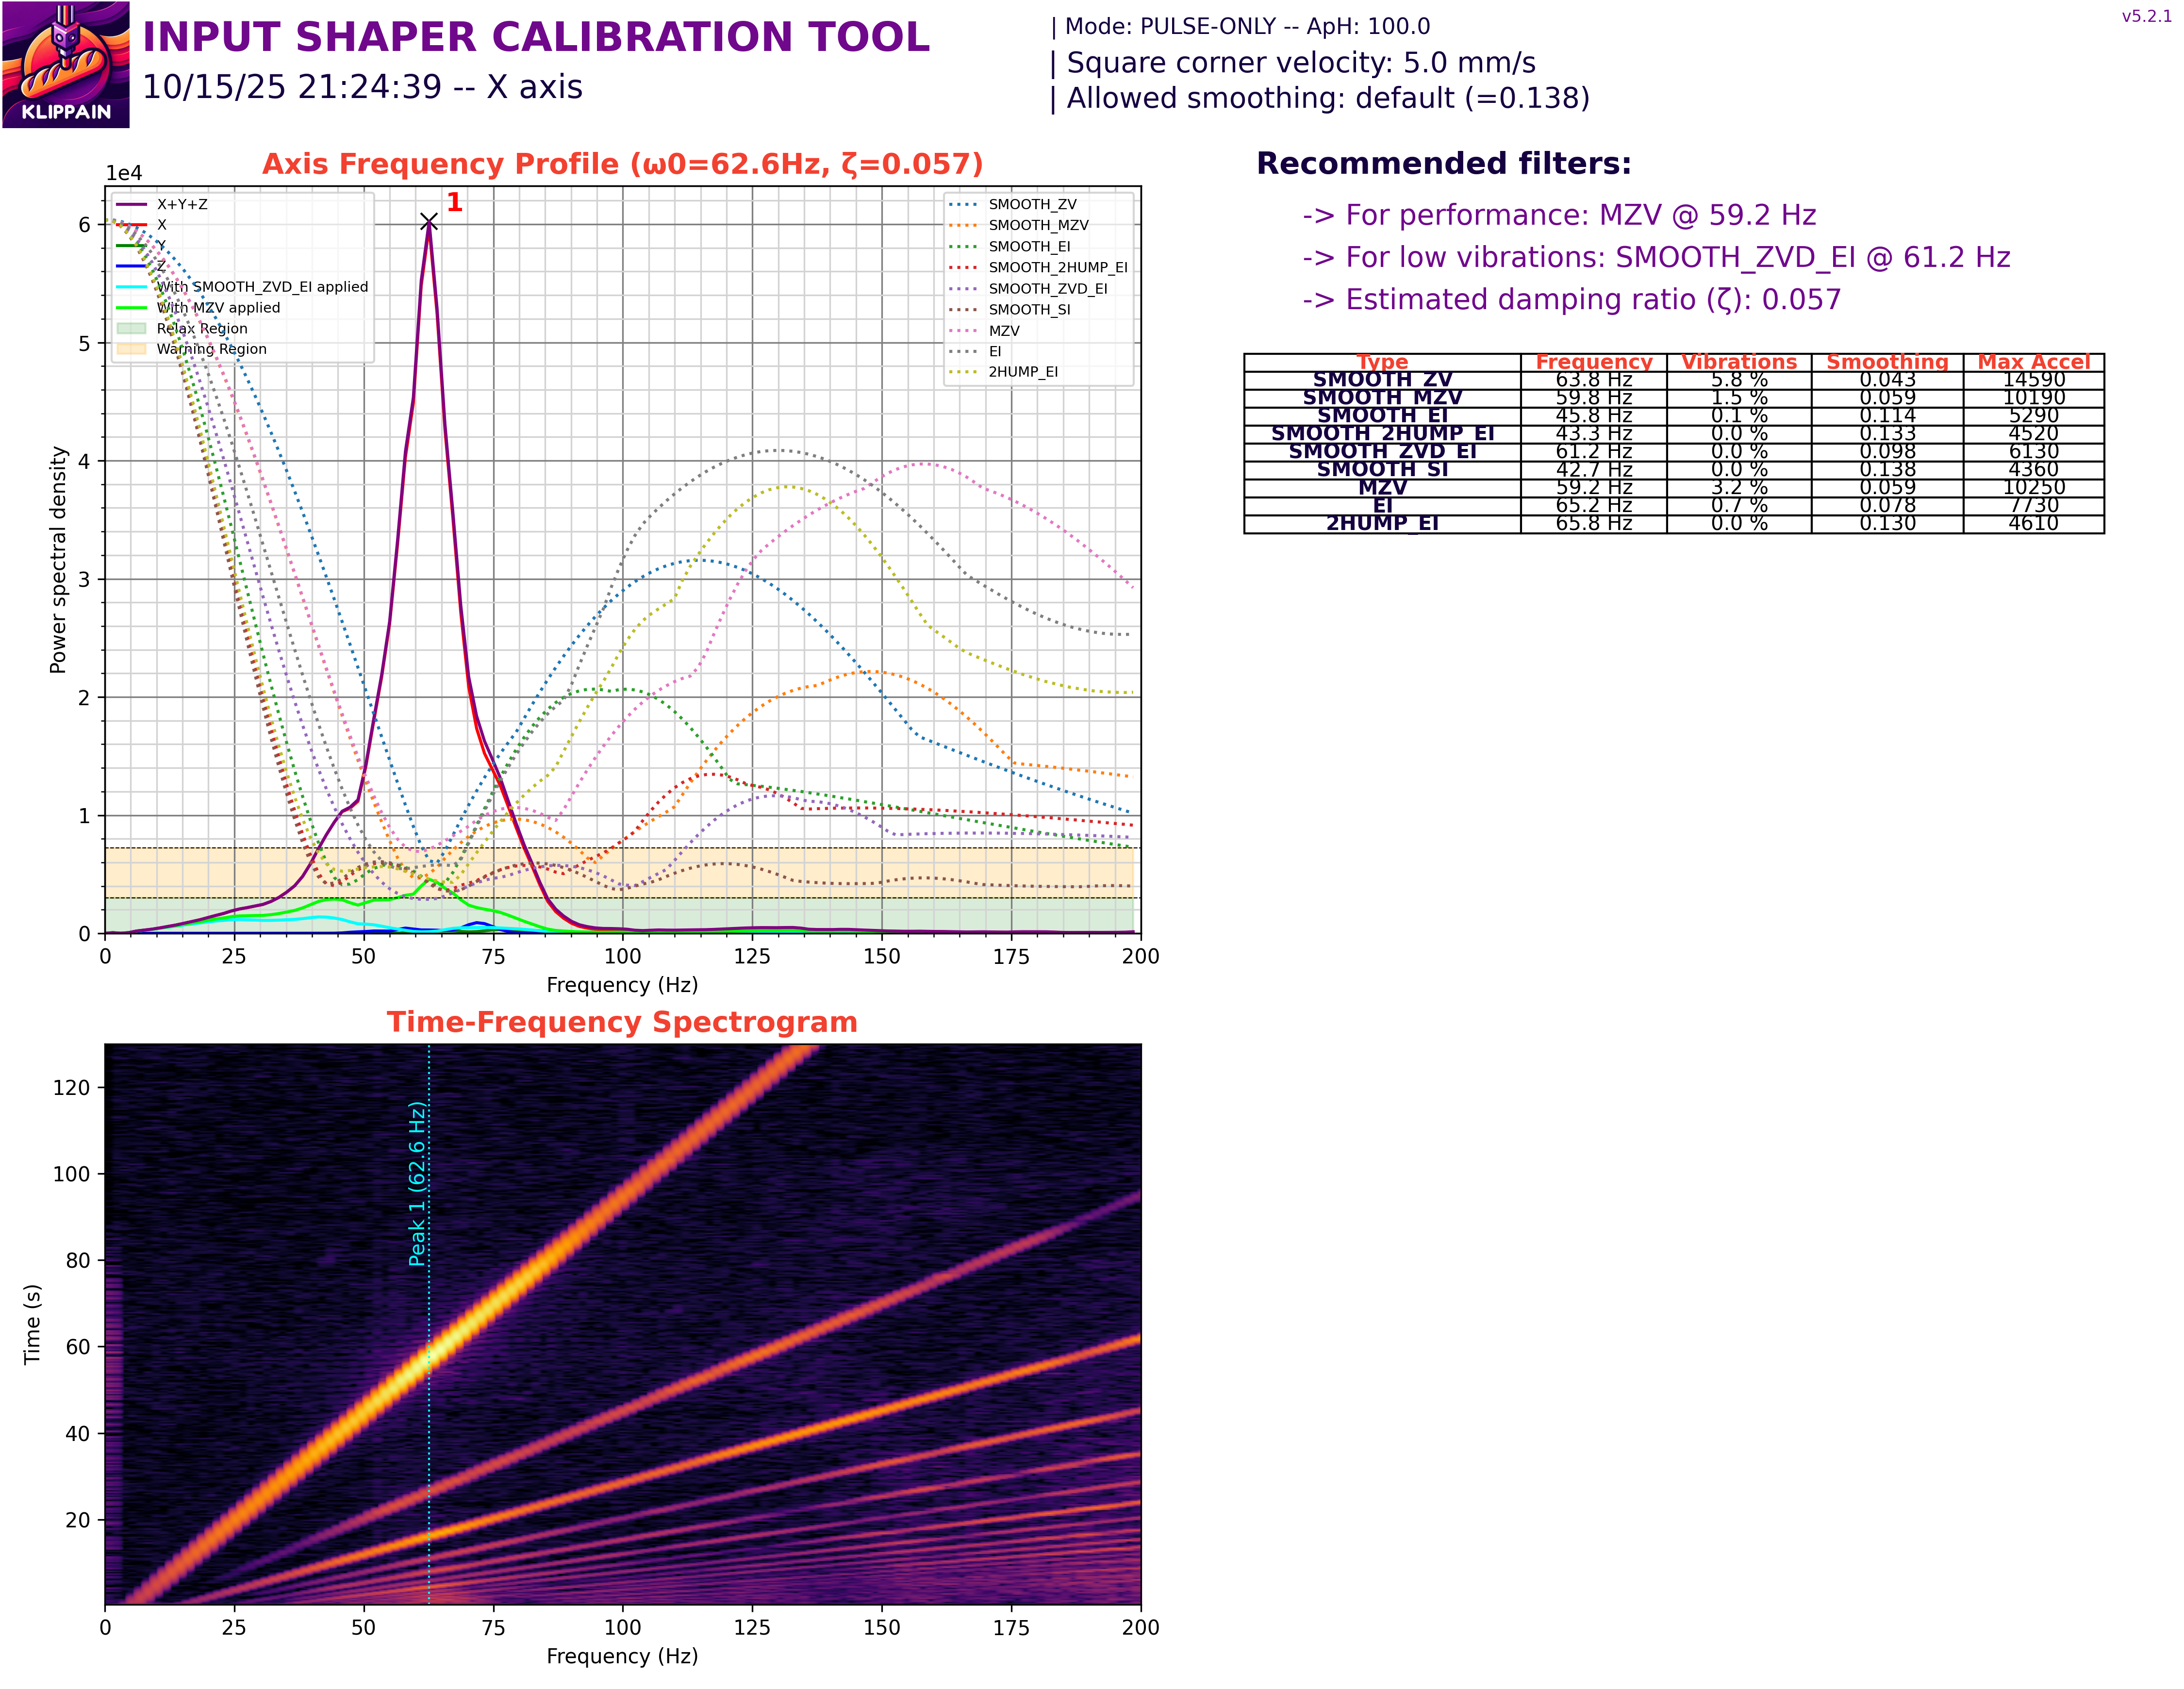 KLIPPAIN
INPUT SHAPER CALIBRATION TOOL
10/15/25 21:24:39 -- X axis
| Mode: PULSE-ONLY -- ApH: 100.0
| Square corner velocity: 5.0 mm/s
| Allowed smoothing: default (=0.138)
v5.2.1
Axis Frequency Profile (ω0=62.6Hz, ζ=0.057)
1e4
1
X+Y+Z
X
Y
Z
With SMOOTH_ZVD_EI applied
With MZV applied
Relax Region
Warning Region
SMOOTH_ZV
SMOOTH_MZV
SMOOTH_EI
SMOOTH_2HUMP_EI
SMOOTH_ZVD_EI
SMOOTH_SI
MZV
EI
2HUMP_EI
Power spectral density
6
5
4
3
2
1
0
0 25 50 75 100 125 150 175 200
Frequency (Hz)
Recommended filters:
-> For performance: MZV @ 59.2 Hz
-> For low vibrations: SMOOTH_ZVD_EI @ 61.2 Hz
-> Estimated damping ratio (ζ): 0.057
Type Frequency Vibrations Smoothing Max Accel
SMOOTH_ZV 63.8 Hz 5.8 % 0.043 14590
SMOOTH_MZV 59.8 Hz 1.5 % 0.059 10190
SMOOTH_EI 45.8 Hz 0.1 % 0.114 5290
SMOOTH_2HUMP_EI 43.3 Hz 0.0 % 0.133 4520
SMOOTH_ZVD_EI 61.2 Hz 0.0 % 0.098 6130
SMOOTH_SI 42.7 Hz 0.0 % 0.138 4360
MZV 59.2 Hz 3.2 % 0.059 10250
EI 65.2 Hz 0.7 % 0.078 7730
2HUMP_EI 65.8 Hz 0.0 % 0.130 4610
Time-Frequency Spectrogram
Peak 1 (62.6 Hz)
Time (s)
120
100
80
60
40
20
0 25 50 75 100 125 150 175 200
Frequency (Hz)